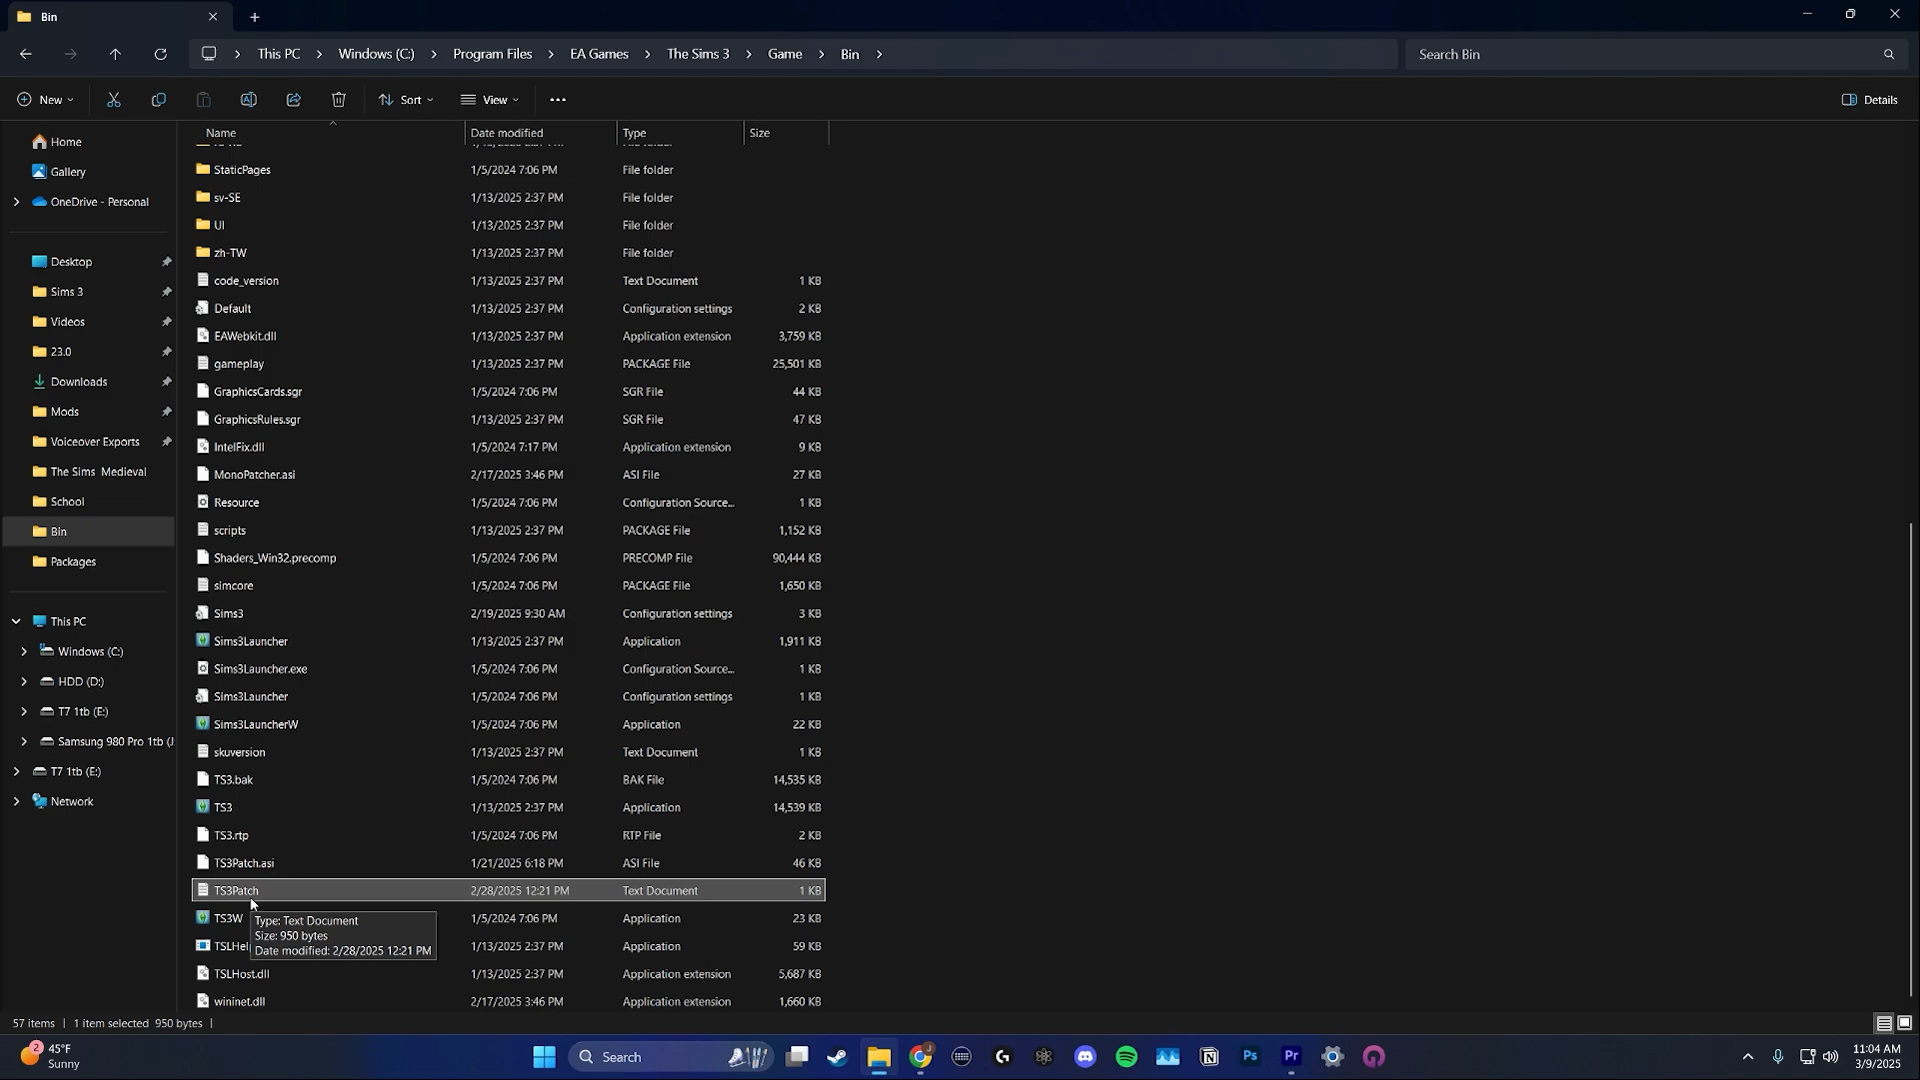 Bin
This PC > Windows (C:) > Program Files > EA Games > The Sims 3 > Game > Bin >
Search Bin
New
Sort
View
Details
Name Date modified Type Size
StaticPages 1/5/2024 7:06 PM File folder
sv-SE 1/13/2025 2:37 PM File folder
UI 1/13/2025 2:37 PM File folder
zh-TW 1/13/2025 2:37 PM File folder
code_version 1/13/2025 2:37 PM Text Document 1 KB
Default 1/13/2025 2:37 PM Configuration settings 2 KB
EAWebkit.dll 1/13/2025 2:37 PM Application extension 3,759 KB
gameplay 1/13/2025 2:37 PM PACKAGE File 25,501 KB
GraphicsCards.sgr 1/5/2024 7:06 PM SGR File 44 KB
GraphicsRules.sgr 1/13/2025 2:37 PM SGR File 47 KB
IntelFix.dll 1/5/2024 7:17 PM Application extension 9 KB
MonoPatcher.asi 2/17/2025 3:46 PM ASI File 27 KB
Resource 1/5/2024 7:06 PM Configuration Source... 1 KB
scripts 1/13/2025 2:37 PM PACKAGE File 1,152 KB
Shaders_Win32.precomp 1/5/2024 7:06 PM PRECOMP File 90,444 KB
simcore 1/5/2024 7:06 PM PACKAGE File 1,650 KB
Sims3 2/19/2025 9:30 AM Configuration settings 3 KB
Sims3Launcher 1/13/2025 2:37 PM Application 1,911 KB
Sims3Launcher.exe 1/5/2024 7:06 PM Configuration Source... 1 KB
Sims3Launcher 1/5/2024 7:06 PM Configuration settings 1 KB
Sims3LauncherW 1/5/2024 7:06 PM Application 22 KB
skuversion 1/13/2025 2:37 PM Text Document 1 KB
TS3.bak 1/5/2024 7:06 PM BAK File 14,535 KB
TS3 1/13/2025 2:37 PM Application 14,539 KB
TS3.rtp 1/5/2024 7:06 PM RTP File 2 KB
TS3Patch.asi 1/21/2025 6:18 PM ASI File 46 KB
TS3Patch 2/28/2025 12:21 PM Text Document 1 KB
TS3W 1/5/2024 7:06 PM Application 23 KB
TSLHel 1/13/2025 2:37 PM Application 59 KB
TSLHost.dll 1/13/2025 2:37 PM Application extension 5,687 KB
wininet.dll 2/17/2025 3:46 PM Application extension 1,660 KB
Type: Text Document
Size: 950 bytes
Date modified: 2/28/2025 12:21 PM
Home
Gallery
OneDrive - Personal
Desktop
Sims 3
Videos
23.0
Downloads
Mods
Voiceover Exports
The Sims Medieval
School
Bin
Packages
This PC
Windows (C:)
HDD (D:)
T7 1tb (E:)
Samsung 980 Pro 1tb (J
T7 1tb (E:)
Network
57 items | 1 item selected 950 bytes |
2
45°F
Sunny
Search
Ps
Pr
11:04 AM
3/9/2025